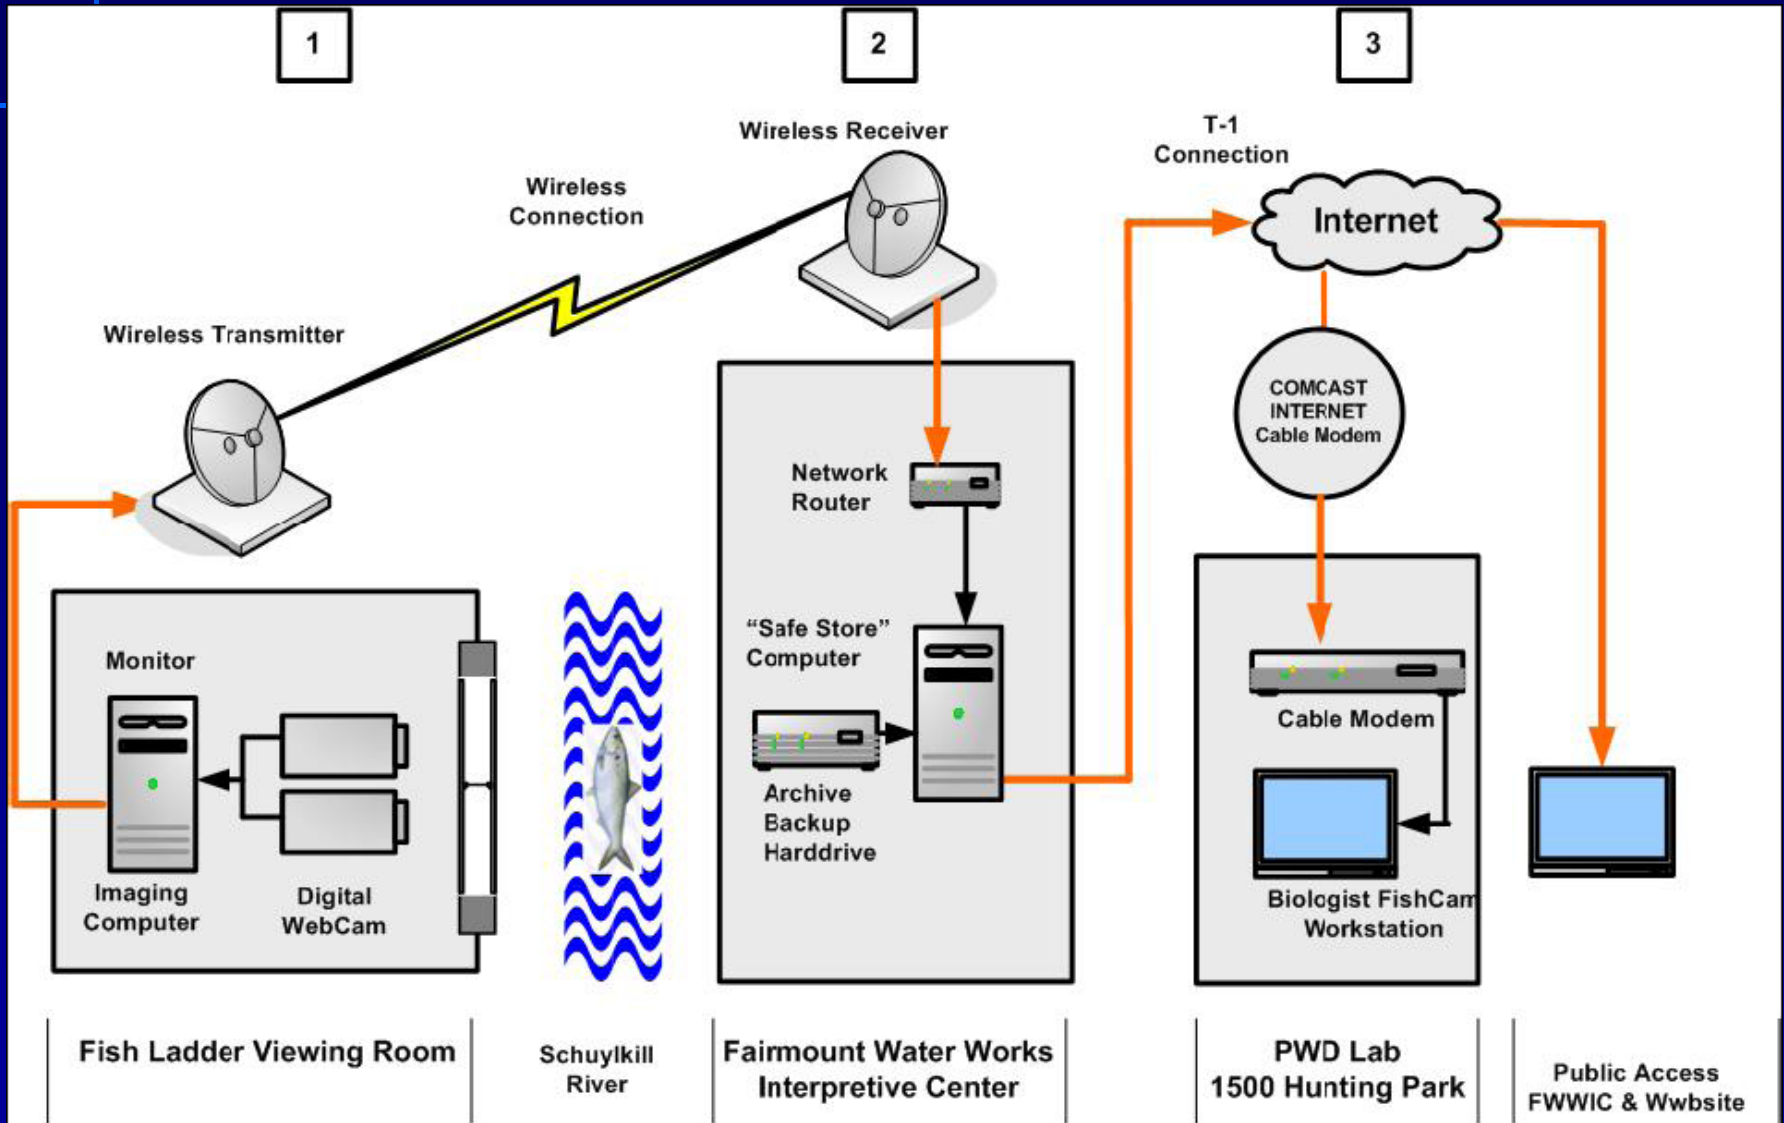 1
2
3
Wireless Receiver
T-1
Connection
Wireless
Connection
Internet
Wireless Transmitter
COMCAST
INTERNET
Cable Modem
Network
Router
Monitor
"Safe Store"
Computer
Cable Modem
Archive
Backup
Harddrive
Imaging
Computer
Digital
WebCam
Biologist FishCam
Workstation
Fish Ladder Viewing Room
Schuylkill
River
Fairmount Water Works
Interpretive Center
PWD Lab
1500 Hunting Park
Public Access
FWWIC & Wwbsite